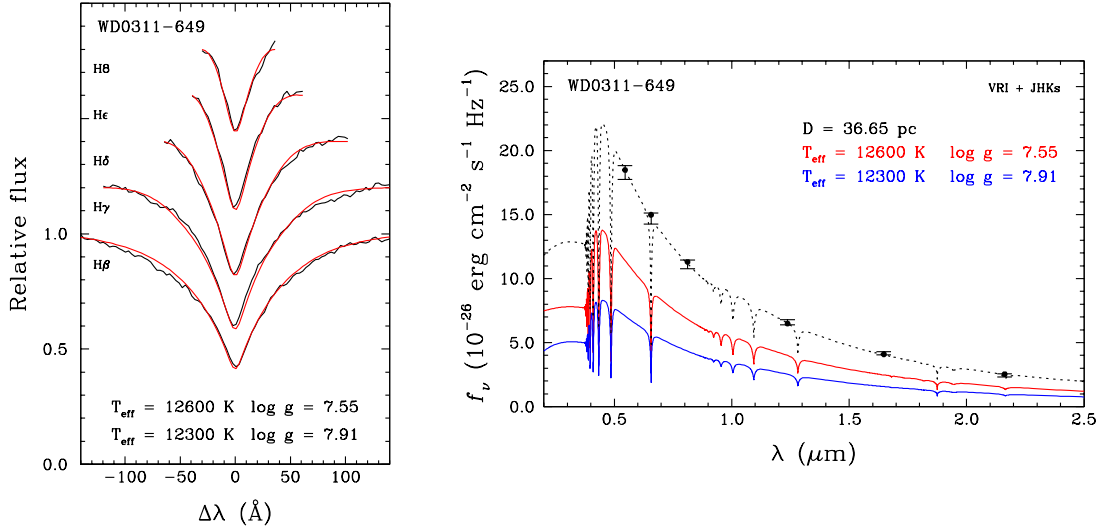 WD0311-649
H8
Hϵ
Hδ
Hγ
Hβ
T_eff = 12600 K log g = 7.55
T_eff = 12300 K log g = 7.91
Relative flux
1.0
0.5
0.0
-100 -50 0 50 100
Δλ (Å)
WD0311-649
VRI + JHKs
D = 36.65 pc
T_eff = 12600 K log g = 7.55
T_eff = 12300 K log g = 7.91
f_ν (10^-26 erg cm^-2 s^-1 Hz^-1)
25.0
20.0
15.0
10.0
5.0
0.0
0.5 1.0 1.5 2.0 2.5
λ (μm)